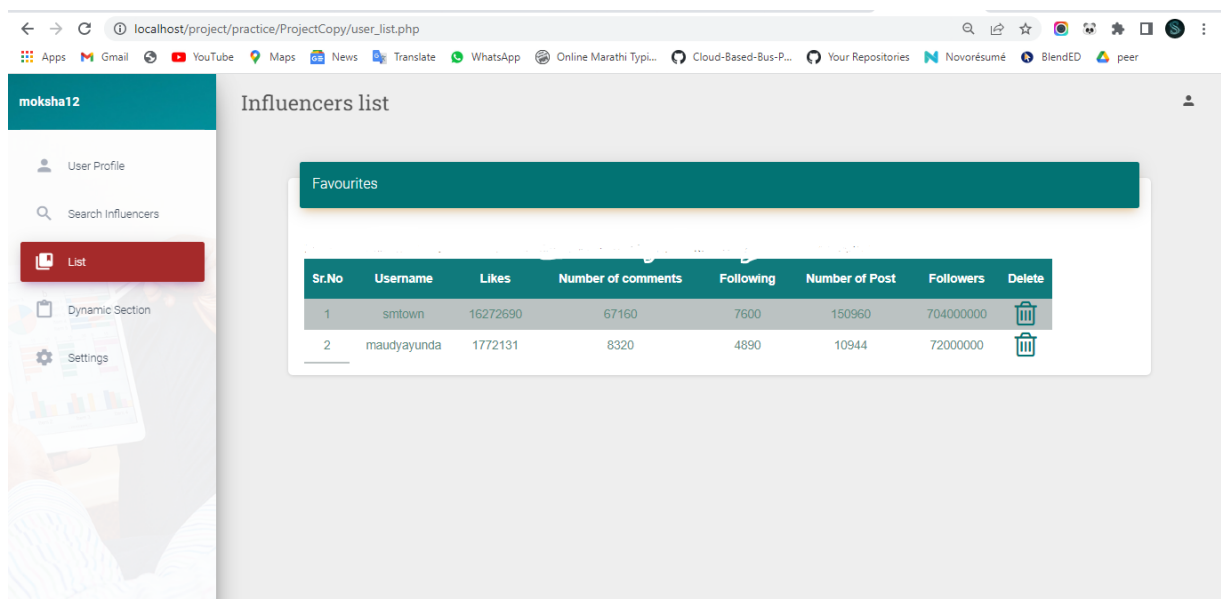 localhost/project/practice/ProjectCopy/user_list.php
Apps Gmail YouTube Maps News Translate WhatsApp Online Marathi Typi... Cloud-Based-Bus-P... Your Repositories Novorésumé BlendED peer
moksha12
Influencers list
User Profile
Search Influencers
List
Dynamic Section
Settings
Favourites
Sr.No Username Likes Number of comments Following Number of Post Followers Delete
1 smtown 16272690 67160 7600 150960 704000000
2 maudyayunda 1772131 8320 4890 10944 72000000